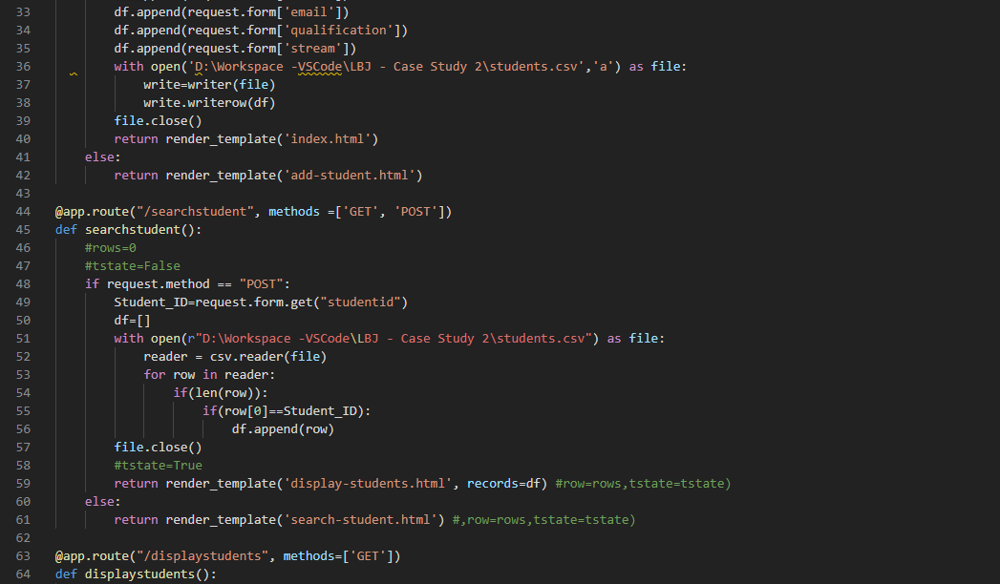 33 df.append(request.form['email'])
34 df.append(request.form['qualification'])
35 df.append(request.form['stream'])
36 with open('D:\Workspace -VSCode\LBJ - Case Study 2\students.csv','a') as file:
37 write=writer(file)
38 write.writerow(df)
39 file.close()
40 return render_template('index.html')
41 else:
42 return render_template('add-student.html')
43
44 @app.route("/searchstudent", methods =['GET', 'POST'])
45 def searchstudent():
46 #rows=0
47 #tstate=False
48 if request.method == "POST":
49 Student_ID=request.form.get("studentid")
50 df=[]
51 with open(r"D:\Workspace -VSCode\LBJ - Case Study 2\students.csv") as file:
52 reader = csv.reader(file)
53 for row in reader:
54 if(len(row)):
55 if(row[0]==Student_ID):
56 df.append(row)
57 file.close()
58 #tstate=True
59 return render_template('display-students.html', records=df) #row=rows,tstate=tstate)
60 else:
61 return render_template('search-student.html') #,row=rows,tstate=tstate)
62
63 @app.route("/displaystudents", methods=['GET'])
64 def displaystudents():